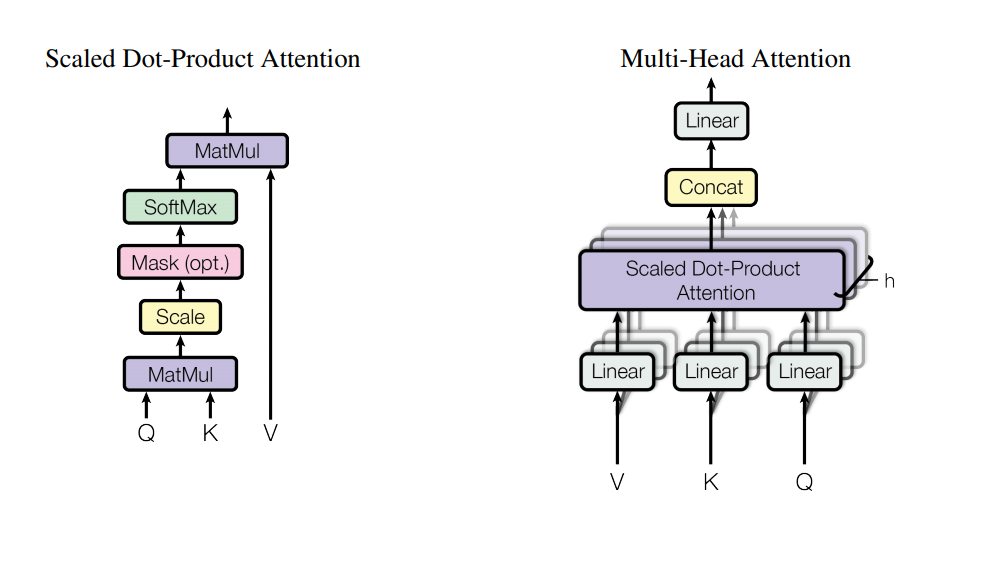 Scaled Dot-Product Attention
MatMul
SoftMax
Mask (opt.)
Scale
MatMul
Q K V
Multi-Head Attention
Linear
Concat
Scaled Dot-Product
Attention
h
Linear Linear Linear
V K Q